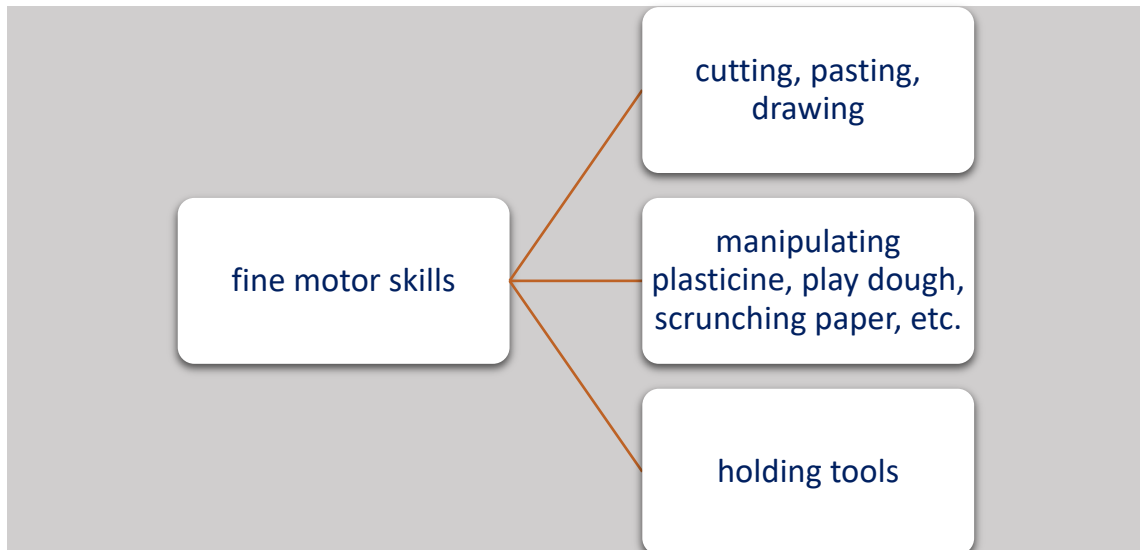 cutting, pasting,
drawing
fine motor skills
manipulating
plasticine, play dough,
scrunching paper, etc.
holding tools